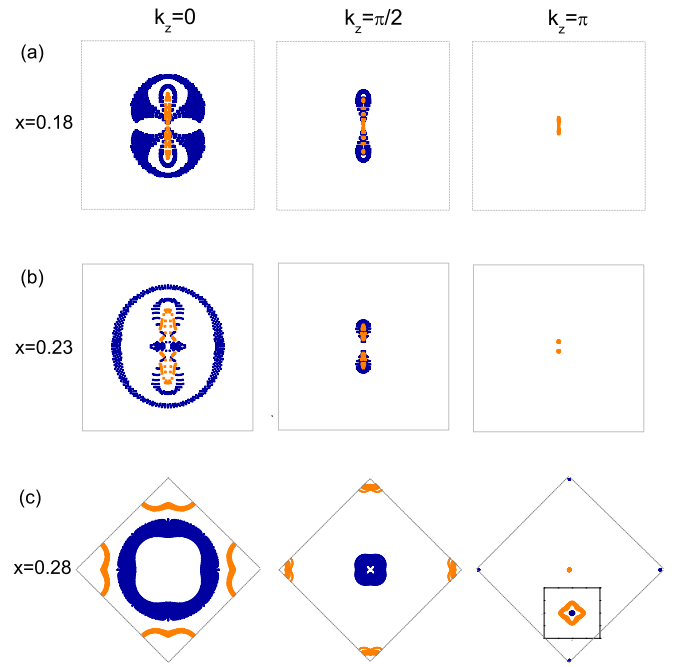 k_z=0 k_z=π/2 k_z=π
(a)
x=0.18
(b)
x=0.23
(c)
x=0.28